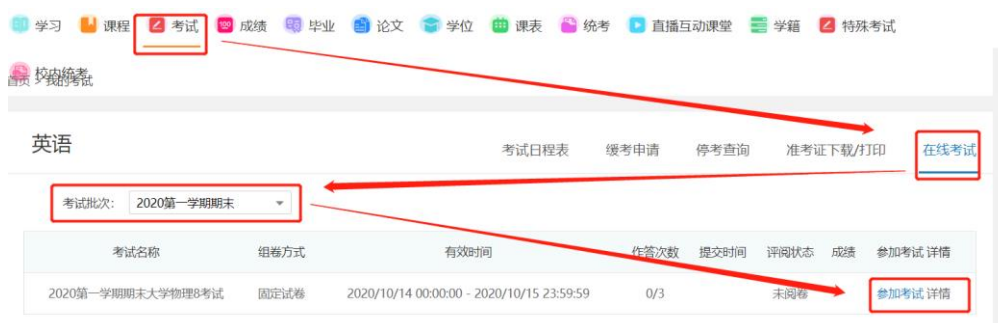 学习 课程 考试 成绩 毕业 论文 学位 课表 统考 直播互动课堂 学籍 特殊考试
校内统考
首页 > 我的考试
英语 考试日程表 缓考申请 停考查询 准考证下载/打印 在线考试
考试批次： 2020第一学期期末
考试名称 组卷方式 有效时间 作答次数 提交时间 评阅状态 成绩 参加考试 详情
2020第一学期期末大学物理8考试 固定试卷 2020/10/14 00:00:00 - 2020/10/15 23:59:59 0/3 未阅卷 参加考试 详情